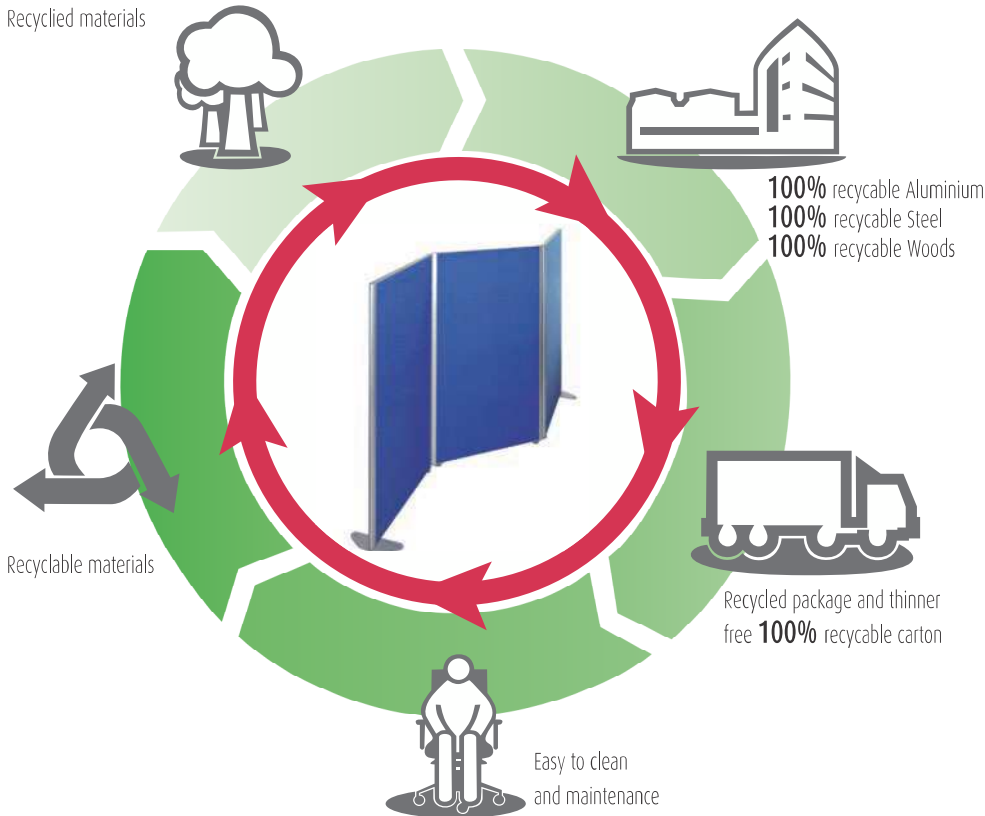 Recyclied materials
100% recycable Aluminium
100% recycable Steel
100% recycable Woods
Recycled package and thinner
free 100% recycable carton
Easy to clean
and maintenance
Recyclable materials